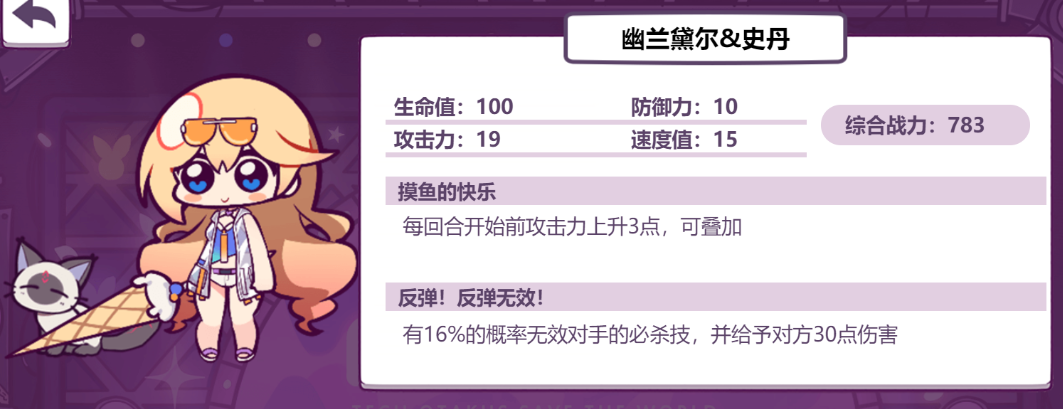 幽兰黛尔&史丹
生命值：100 防御力：10
综合战力：783
攻击力：19 速度值：15
摸鱼的快乐
每回合开始前攻击力上升3点，可叠加
反弹！反弹无效！
有16%的概率无效对手的必杀技，并给予对方30点伤害